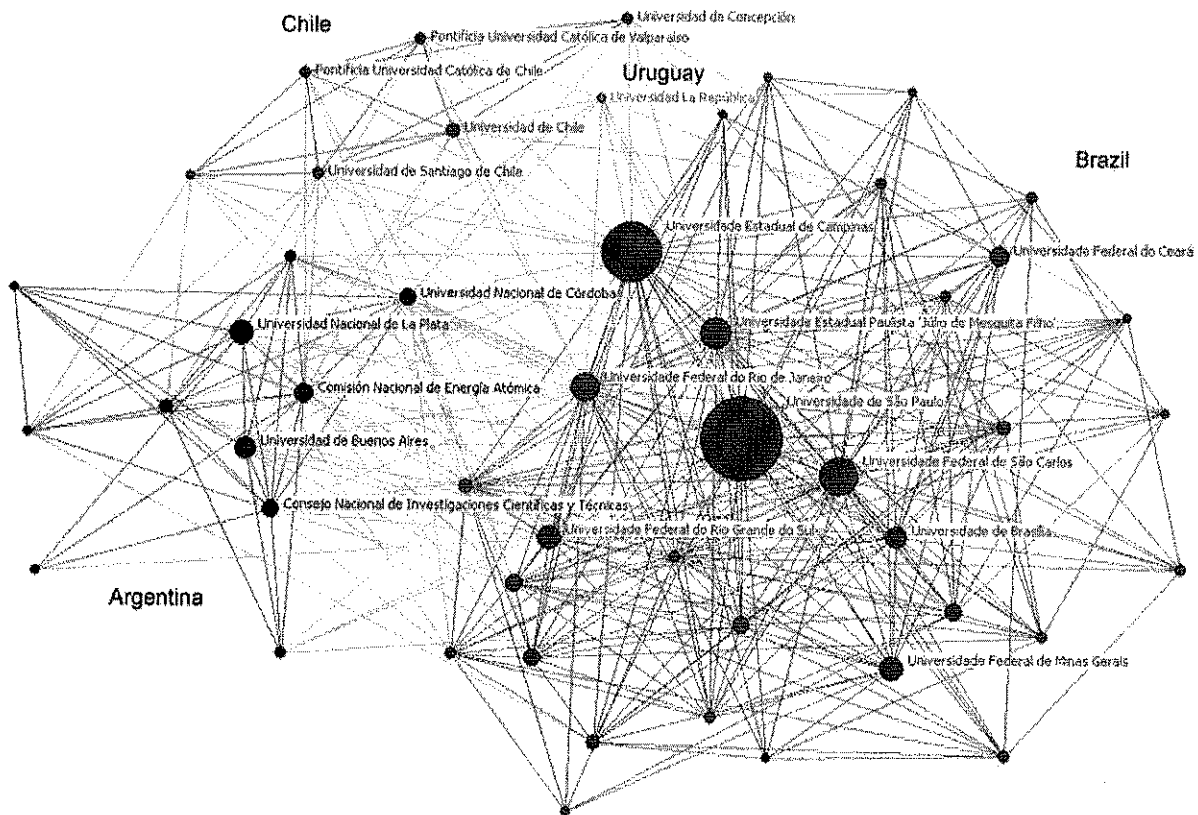 Universidad de Concepción
Chile
Pontificia Universidad Católica de Valparaíso
Pontificia Universidad Católica de Chile
Uruguay
Universidad La República
Universidad de Chile
Brazil
Universidad de Santiago de Chile
Universidade Estadual de Campinas
Universidade Federal do Ceará
Universidad Nacional de Córdoba
Universidad Nacional de La Plata
Universidade Estadual Paulista Júlio de Mesquita Filho
Universidade Federal do Rio de Janeiro
Comisión Nacional de Energía Atómica
Universidade de São Paulo
Universidad de Buenos Aires
Universidade Federal de São Carlos
Consejo Nacional de Investigaciones Científicas y Técnicas
Universidade Federal do Rio Grande do Sul
Universidade de Brasília
Argentina
Universidade Federal de Minas Gerais